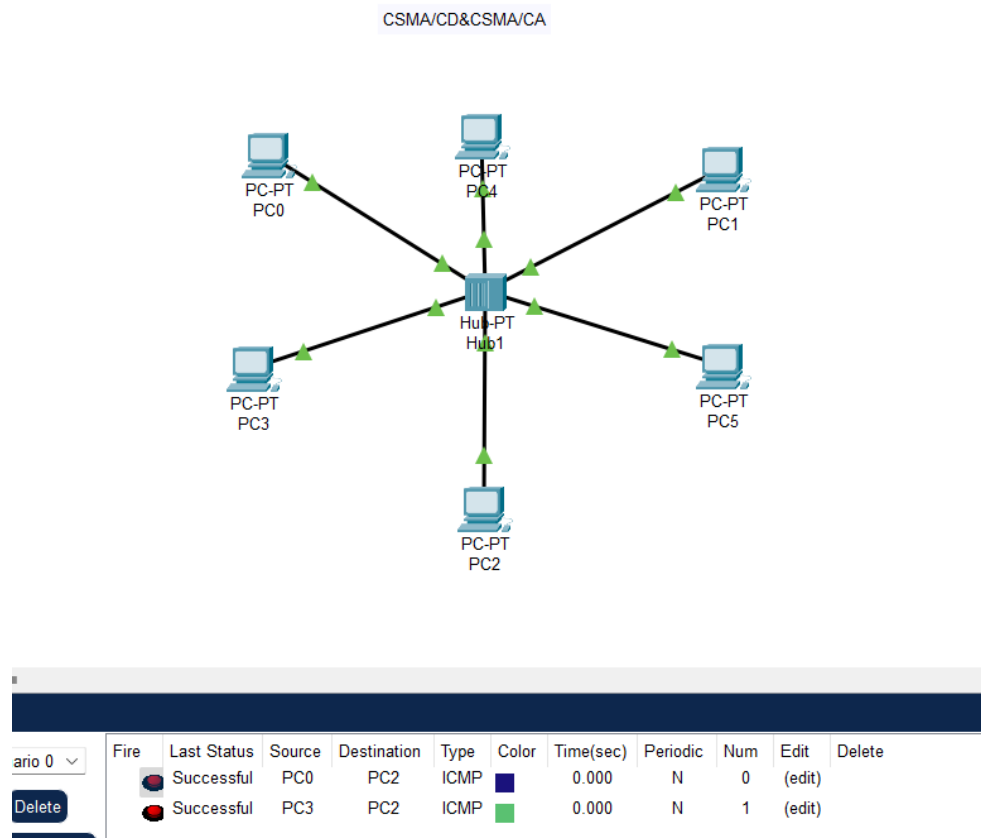 CSMA/CD&CSMA/CA
PC-PT
PC4
PC-PT
PC0
PC-PT
PC1
Hub-PT
Hub1
PC-PT
PC3
PC-PT
PC5
PC-PT
PC2
ario 0
Fire Last Status Source Destination Type Color Time(sec) Periodic Num Edit Delete
Successful PC0 PC2 ICMP 0.000 N 0 (edit)
Delete
Successful PC3 PC2 ICMP 0.000 N 1 (edit)